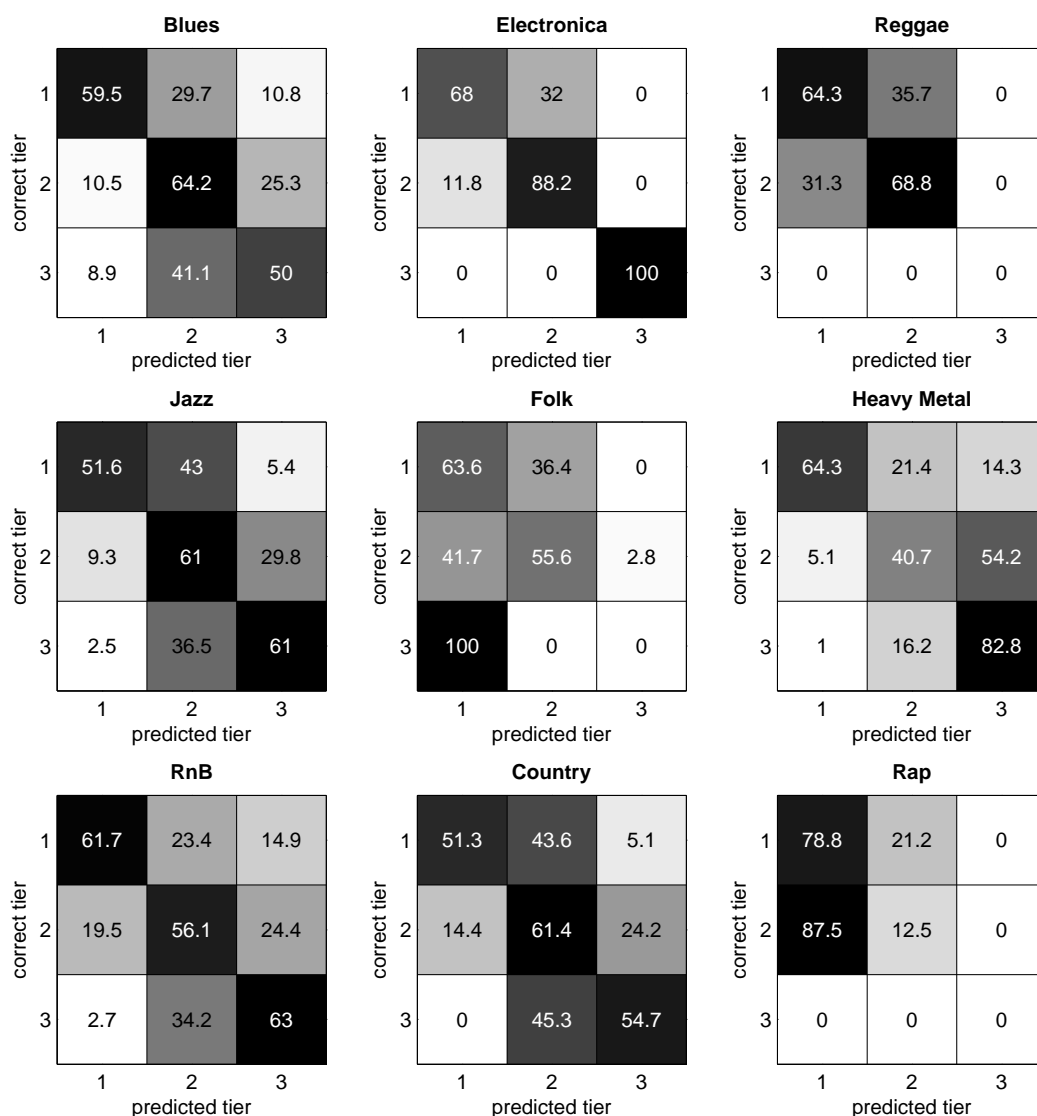 Blues Electronica Reggae
1 59.5 29.7 10.8 1 68 32 0 1 64.3 35.7 0
correct tier correct tier correct tier
2 10.5 64.2 25.3 2 11.8 88.2 0 2 31.3 68.8 0
3 8.9 41.1 50 3 0 0 100 3 0 0 0
1 2 3 1 2 3 1 2 3
predicted tier predicted tier predicted tier
Jazz Folk Heavy Metal
1 51.6 43 5.4 1 63.6 36.4 0 1 64.3 21.4 14.3
correct tier correct tier correct tier
2 9.3 61 29.8 2 41.7 55.6 2.8 2 5.1 40.7 54.2
3 2.5 36.5 61 3 100 0 0 3 1 16.2 82.8
1 2 3 1 2 3 1 2 3
predicted tier predicted tier predicted tier
RnB Country Rap
1 61.7 23.4 14.9 1 51.3 43.6 5.1 1 78.8 21.2 0
correct tier correct tier correct tier
2 19.5 56.1 24.4 2 14.4 61.4 24.2 2 87.5 12.5 0
3 2.7 34.2 63 3 0 45.3 54.7 3 0 0 0
1 2 3 1 2 3 1 2 3
predicted tier predicted tier predicted tier